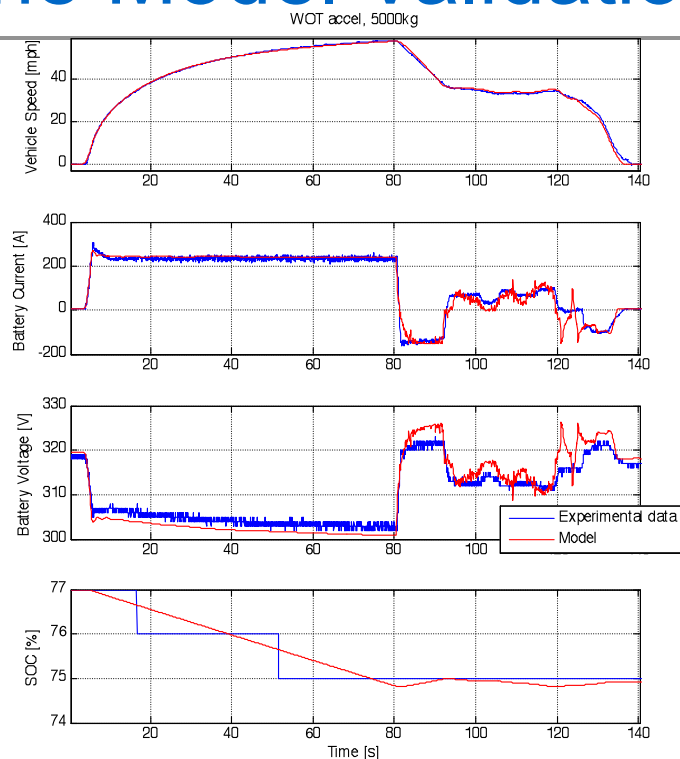 WOT accel, 5000kg
Vehicle Speed [mph]
40
20
0
20 40 60 80 100 120 140
Battery Current [A]
400
200
0
-200
20 40 60 80 100 120 140
Battery Voltage [V]
330
320
310
300
20 40 60 80 100 120 140
Experimental data
Model
SOC [%]
77
76
75
74
20 40 60 80 100 120 140
Time [s]